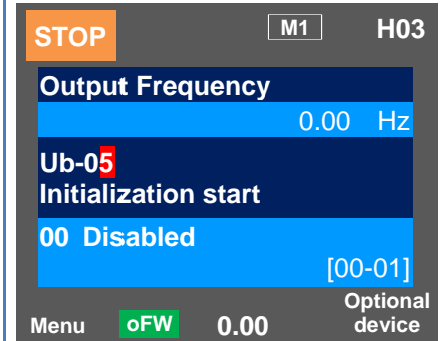 STOP M1 H03
Output Frequency
0.00 Hz
Ub-05
Initialization start
00 Disabled
[00-01]
Menu oFW 0.00 Optional device